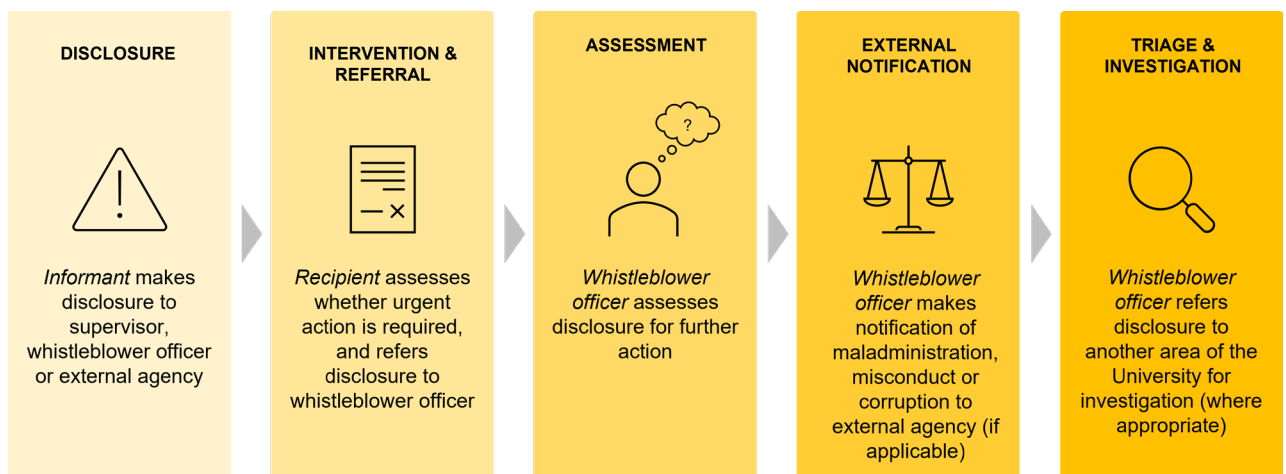 DISCLOSURE
Informant makes
disclosure to
supervisor,
whistleblower officer
or external agency
INTERVENTION &
REFERRAL
Recipient assesses
whether urgent
action is required,
and refers
disclosure to
whistleblower officer
ASSESSMENT
?
Whistleblower
officer assesses
disclosure for further
action
EXTERNAL
NOTIFICATION
Whistleblower
officer makes
notification of
maladministration,
misconduct or
corruption to
external agency (if
applicable)
TRIAGE &
INVESTIGATION
Whistleblower
officer refers
disclosure to
another area of the
University for
investigation (where
appropriate)